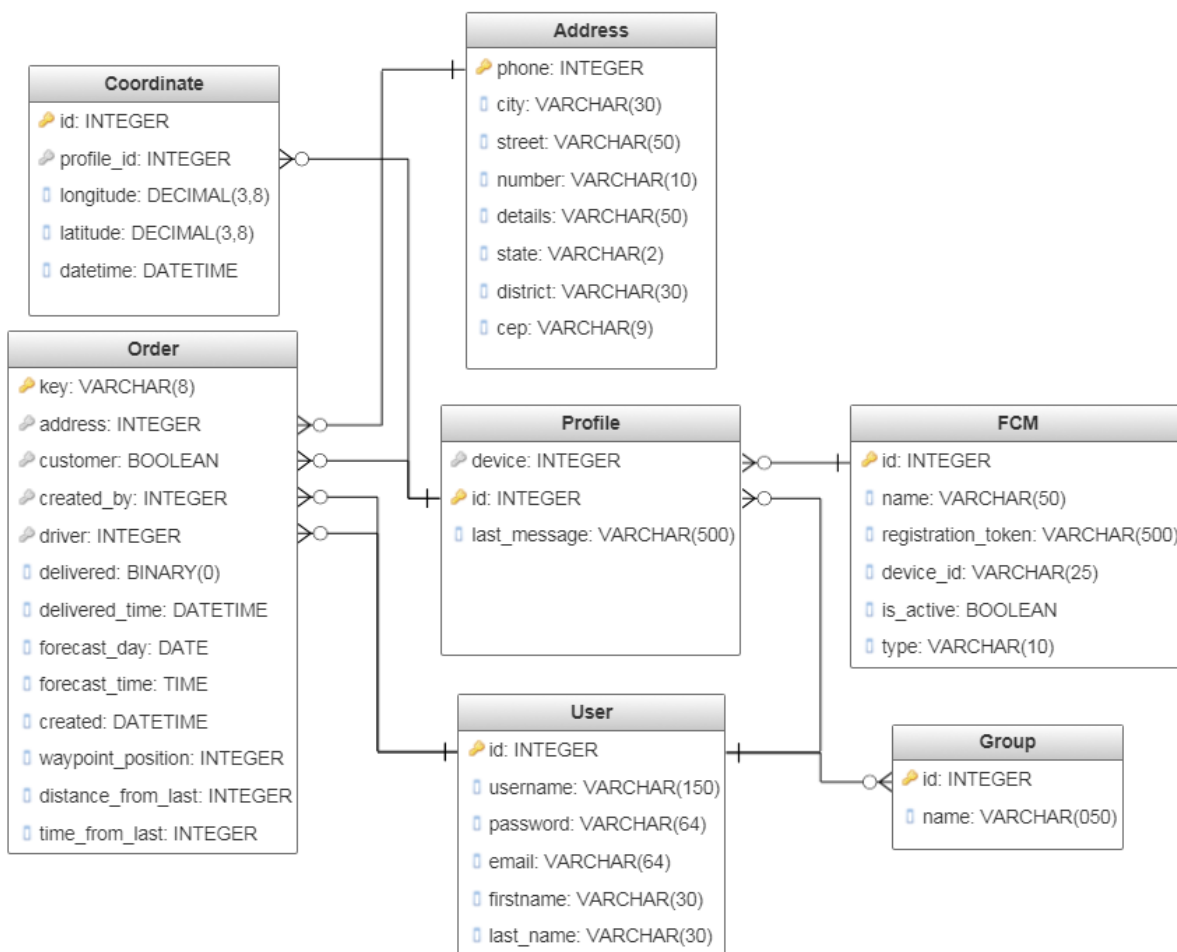 Address
phone: INTEGER
city: VARCHAR(30)
street: VARCHAR(50)
number: VARCHAR(10)
details: VARCHAR(50)
state: VARCHAR(2)
district: VARCHAR(30)
cep: VARCHAR(9)
Coordinate
id: INTEGER
profile_id: INTEGER
longitude: DECIMAL(3,8)
latitude: DECIMAL(3,8)
datetime: DATETIME
Order
key: VARCHAR(8)
address: INTEGER
customer: BOOLEAN
created_by: INTEGER
driver: INTEGER
delivered: BINARY(0)
delivered_time: DATETIME
forecast_day: DATE
forecast_time: TIME
created: DATETIME
waypoint_position: INTEGER
distance_from_last: INTEGER
time_from_last: INTEGER
Profile
device: INTEGER
id: INTEGER
last_message: VARCHAR(500)
FCM
id: INTEGER
name: VARCHAR(50)
registration_token: VARCHAR(500)
device_id: VARCHAR(25)
is_active: BOOLEAN
type: VARCHAR(10)
User
id: INTEGER
username: VARCHAR(150)
password: VARCHAR(64)
email: VARCHAR(64)
firstname: VARCHAR(30)
last_name: VARCHAR(30)
Group
id: INTEGER
name: VARCHAR(050)